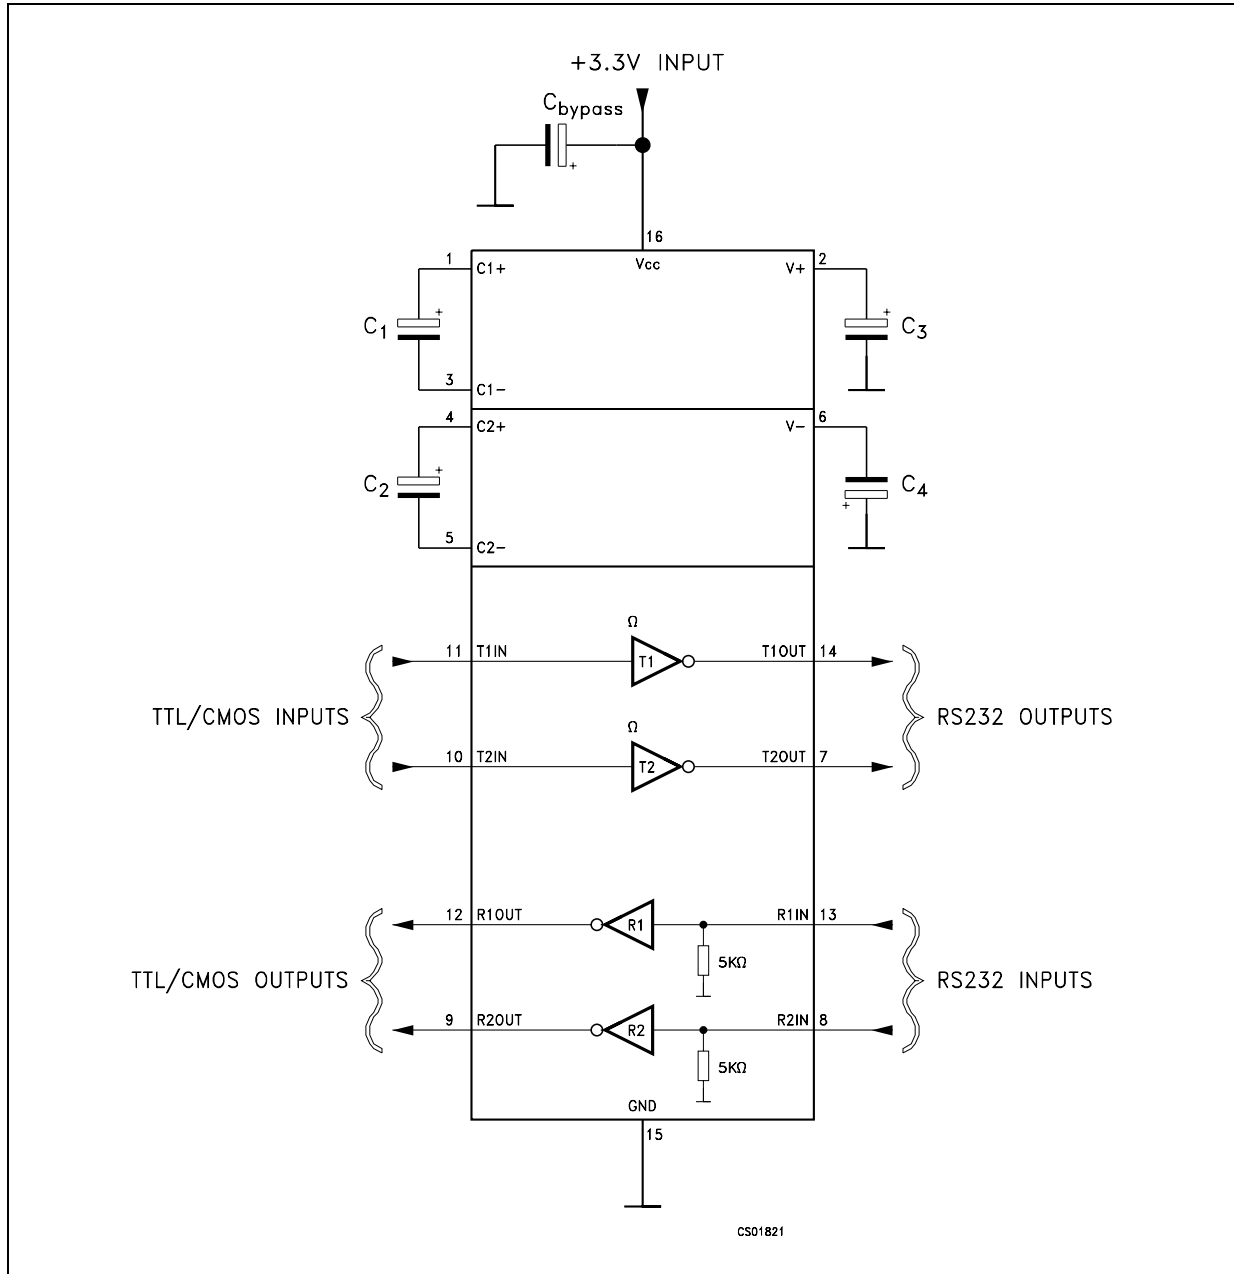 +3.3V INPUT
Cbypass
16
Vcc
1
C1+
V+
2
C1
C3
3
C1-
4
C2+
V-
6
C2
C4
5
C2-
Ω
11 T1IN T1 T1OUT 14
TTL/CMOS INPUTS
RS232 OUTPUTS
Ω
10 T2IN T2 T2OUT 7
12 R1OUT R1 R1IN 13
5KΩ
TTL/CMOS OUTPUTS
RS232 INPUTS
9 R2OUT R2 R2IN 8
5KΩ
GND
15
CS01821